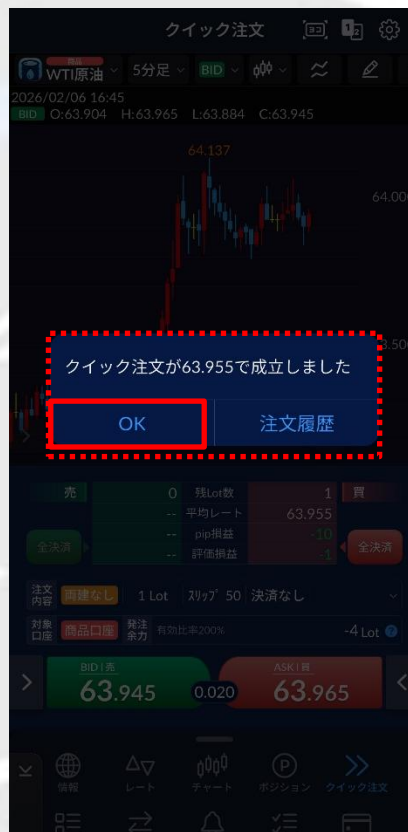 クイック注文
商品
WTI原油 5分足 BID
2026/02/06 16:45
BID O:63.904 H:63.965 L:63.884 C:63.945
64.137
64.00
3.50
クイック注文が63.955で成立しました
OK 注文履歴
売 0 残Lot数 1 買
-- 平均レート 63.955
全決済 -- pip損益 -10 全決済
-- 評価損益 -1
注文内容 両建なし 1 Lot スリップ 50 決済なし
対象口座 商品口座 発注余力 有効比率200% -4 Lot ?
BID | 売 ASK | 買
63.945 0.020 63.965
情報 レート チャート ポジション クイック注文